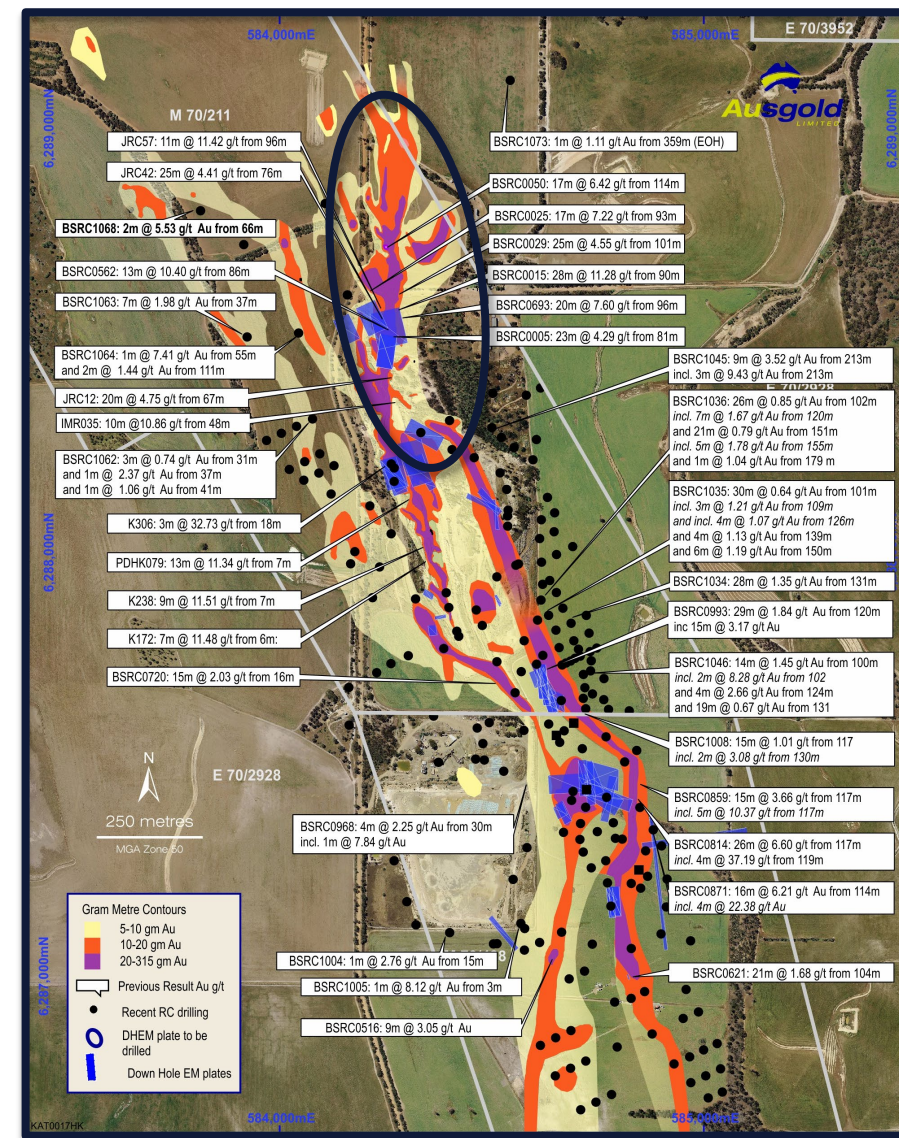 584,000mE
585,000mE
E 70/3952
6,289,000mN
6,289,000mN
M 70/211
Ausgold
LIMITED
JRC57: 11m @ 11.42 g/t from 96m
JRC42: 25m @ 4.41 g/t from 76m
BSRC1068: 2m @ 5.53 g/t Au from 66m
BSRC0562: 13m @ 10.40 g/t from 86m
BSRC1063: 7m @ 1.98 g/t Au from 37m
BSRC1064: 1m @ 7.41 g/t Au from 55m
and 2m @ 1.44 g/t Au from 111m
JRC12: 20m @ 4.75 g/t from 67m
IMR035: 10m @10.86 g/t from 48m
BSRC1062: 3m @ 0.74 g/t Au from 31m
and 1m @ 2.37 g/t Au from 37m
and 1m @ 1.06 g/t Au from 41m
K306: 3m @ 32.73 g/t from 18m
PDHK079: 13m @ 11.34 g/t from 7m
K238: 9m @ 11.51 g/t from 7m
K172: 7m @ 11.48 g/t from 6m:
BSRC0720: 15m @ 2.03 g/t from 16m
BSRC1073: 1m @ 1.11 g/t Au from 359m (EOH)
BSRC0050: 17m @ 6.42 g/t from 114m
BSRC0025: 17m @ 7.22 g/t from 93m
BSRC0029: 25m @ 4.55 g/t from 101m
BSRC0015: 28m @ 11.28 g/t from 90m
BSRC0693: 20m @ 7.60 g/t from 96m
BSRC0005: 23m @ 4.29 g/t from 81m
BSRC1045: 9m @ 3.52 g/t Au from 213m
incl. 3m @ 9.43 g/t Au from 213m
E 70/2928
BSRC1036: 26m @ 0.85 g/t Au from 102m
incl. 7m @ 1.67 g/t Au from 120m
and 21m @ 0.79 g/t Au from 151m
incl. 5m @ 1.78 g/t Au from 155m
and 1m @ 1.04 g/t Au from 179 m
BSRC1035: 30m @ 0.64 g/t Au from 101m
incl. 3m @ 1.21 g/t Au from 109m
and incl. 4m @ 1.07 g/t Au from 126m
and 4m @ 1.13 g/t Au from 139m
and 6m @ 1.19 g/t Au from 150m
BSRC1034: 28m @ 1.35 g/t Au from 131m
BSRC0993: 29m @ 1.84 g/t Au from 120m
inc 15m @ 3.17 g/t Au
BSRC1046: 14m @ 1.45 g/t Au from 100m
incl. 2m @ 8.28 g/t Au from 102
and 4m @ 2.66 g/t Au from 124m
and 19m @ 0.67 g/t Au from 131
BSRC1008: 15m @ 1.01 g/t from 117
incl. 2m @ 3.08 g/t from 130m
BSRC0859: 15m @ 3.66 g/t from 117m
incl. 5m @ 10.37 g/t from 117m
BSRC0814: 26m @ 6.60 g/t from 117m
incl. 4m @ 37.19 g/t from 119m
BSRC0871: 16m @ 6.21 g/t Au from 114m
incl. 4m @ 22.38 g/t Au
BSRC0621: 21m @ 1.68 g/t from 104m
6,288,000mN
E 70/2928
N
250 metres
MGA Zone 50
BSRC0968: 4m @ 2.25 g/t Au from 30m
incl. 1m @ 7.84 g/t Au
BSRC1004: 1m @ 2.76 g/t Au from 15m
BSRC1005: 1m @ 8.12 g/t Au from 3m
BSRC0516: 9m @ 3.05 g/t Au
Gram Metre Contours
5-10 gm Au
10-20 gm Au
20-315 gm Au
Previous Result Au g/t
Recent RC drilling
DHEM plate to be
drilled
Down Hole EM plates
6,287,000mN
584,000mE
585,000mE
KAT0017HK